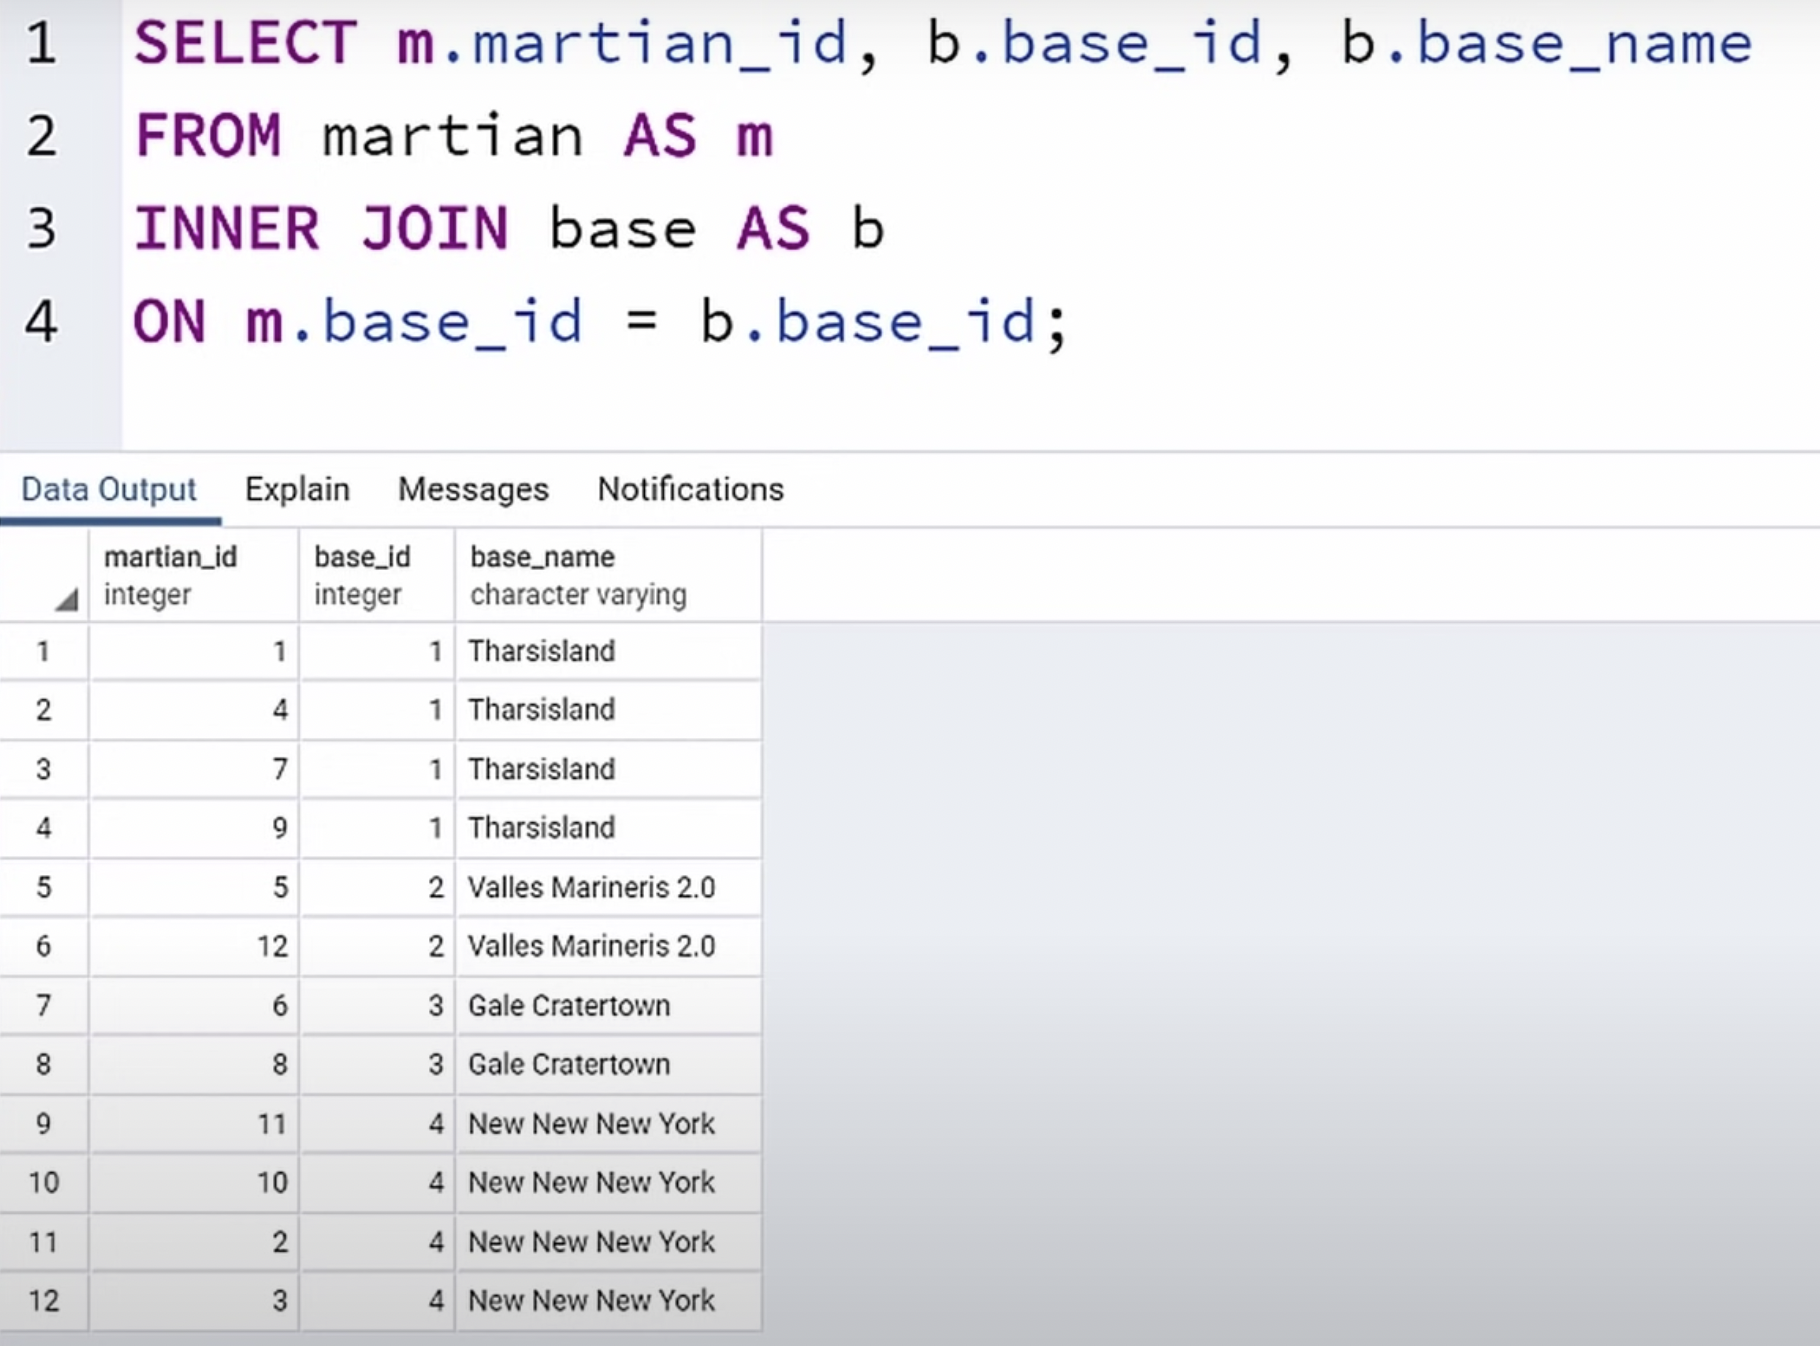 1 SELECT m.martian_id, b.base_id, b.base_name
2 FROM martian AS m
3 INNER JOIN base AS b
4 ON m.base_id = b.base_id;
Data Output Explain Messages Notifications
martian_id base_id base_name
integer integer character varying
1 1 1 Tharsisland
2 4 1 Tharsisland
3 7 1 Tharsisland
4 9 1 Tharsisland
5 5 2 Valles Marineris 2.0
6 12 2 Valles Marineris 2.0
7 6 3 Gale Cratertown
8 8 3 Gale Cratertown
9 11 4 New New New York
10 10 4 New New New York
11 2 4 New New New York
12 3 4 New New New York